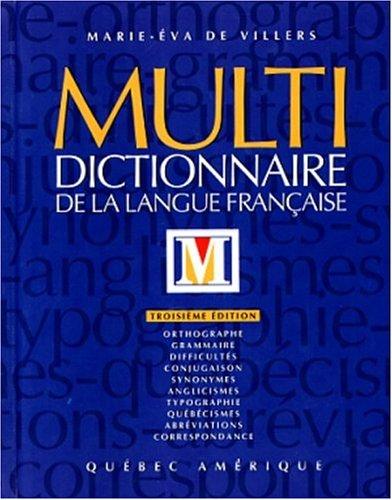 MARIE-ÉVA DE VILLERS
MULTI
DICTIONNAIRE
DE LA LANGUE FRANÇAISE
M
TROISIÈME ÉDITION
ORTHOGRAPHE
GRAMMAIRE
DIFFICULTÉS
CONJUGAISON
SYNONYMES
ANGLICISMES
TYPOGRAPHIE
QUÉBÉCISMES
ABRÉVIATIONS
CORRESPONDANCE
QUÉBEC AMÉRIQUE